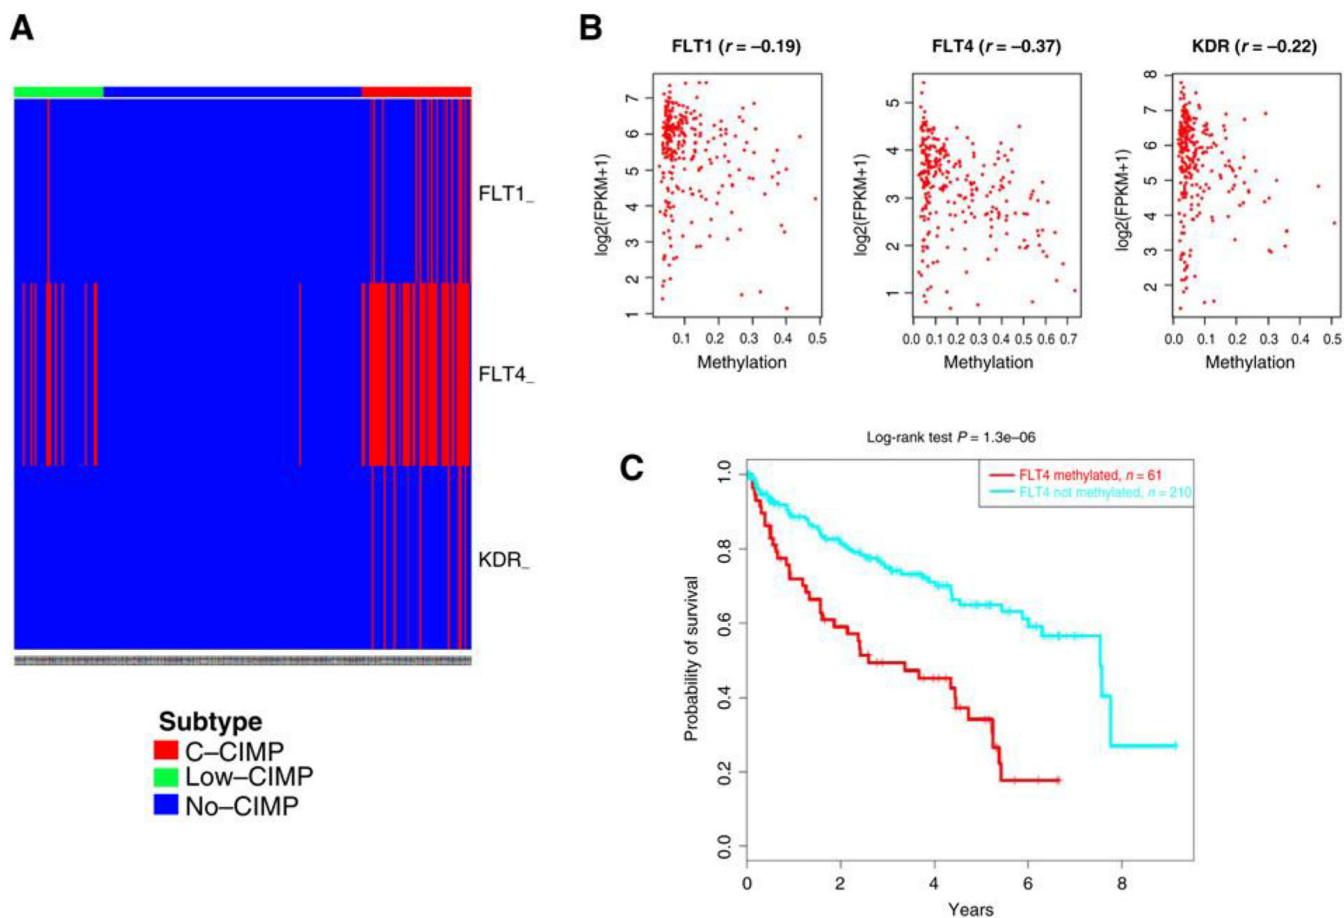 A
FLT1_
FLT4_
KDR_
Subtype
C–CIMP
Low–CIMP
No–CIMP
B
FLT1 (r = –0.19)
log2(FPKM+1)
7
6
5
4
3
2
1
0.1 0.2 0.3 0.4 0.5
Methylation
FLT4 (r = –0.37)
log2(FPKM+1)
5
4
3
2
1
0.0 0.1 0.2 0.3 0.4 0.5 0.6 0.7
Methylation
KDR (r = –0.22)
log2(FPKM+1)
8
7
6
5
4
3
2
0.0 0.1 0.2 0.3 0.4 0.5
Methylation
C
Log-rank test P = 1.3e–06
FLT4 methylated, n = 61
FLT4 not methylated, n = 210
Probability of survival
1.0
0.8
0.6
0.4
0.2
0.0
0 2 4 6 8
Years